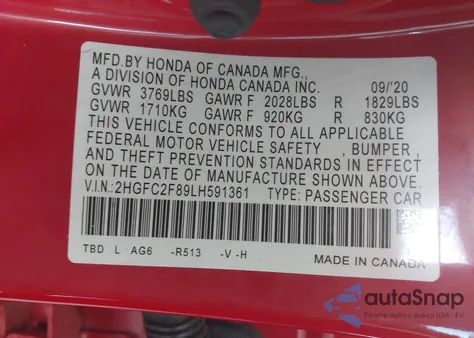 MFD.BY HONDA OF CANADA MFG.,
A DIVISION OF HONDA CANADA INC. 09/'20
GVWR 3769LBS GAWR F 2028LBS R 1829LBS
GVWR 1710KG GAWR F 920KG R 830KG
THIS VEHICLE CONFORMS TO ALL APPLICABLE
FEDERAL MOTOR VEHICLE SAFETY , BUMPER ,
AND THEFT PREVENTION STANDARDS IN EFFECT
ON THE DATE OF MANUFACTURE SHOWN ABOVE.
V.I.N.:2HGFC2F89LH591361 TYPE: PASSENGER CAR
TBD L AG6 -R513 -V -H
MADE IN CANADA
autoSnap